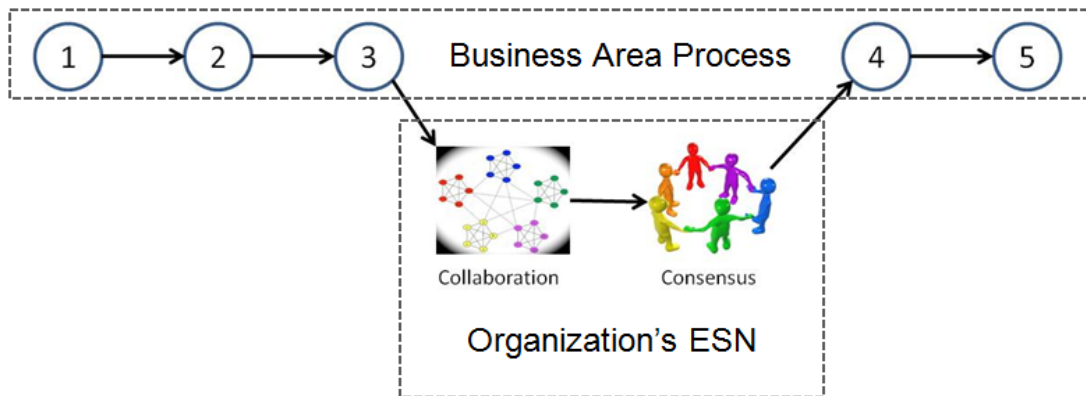 1 2 3 Business Area Process 4 5
Collaboration Consensus
Organization's ESN